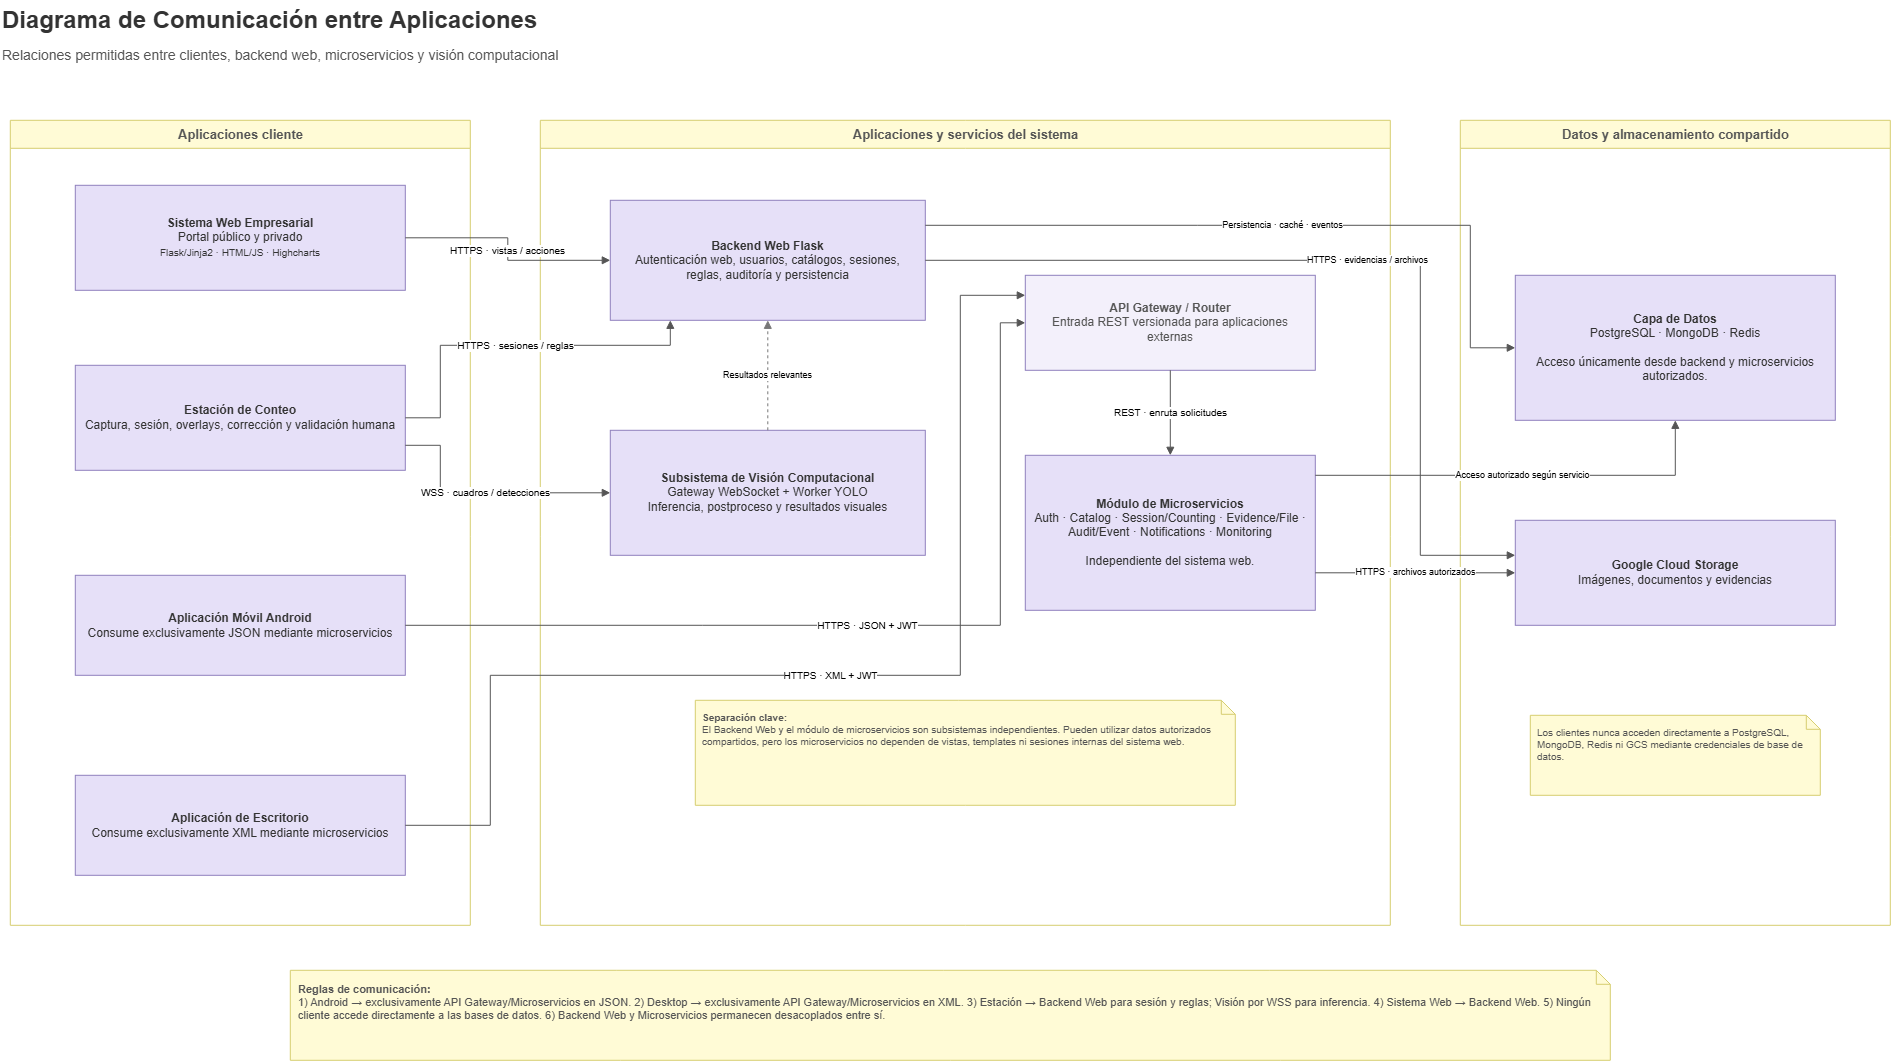 Diagrama de Comunicación entre Aplicaciones
Relaciones permitidas entre clientes, backend web, microservicios y visión computacional
Aplicaciones cliente
Sistema Web Empresarial
Portal público y privado
Flask/Jinja2 · HTML/JS · Highcharts
Estación de Conteo
Captura, sesión, overlays, corrección y validación humana
Aplicación Móvil Android
Consume exclusivamente JSON mediante microservicios
Aplicación de Escritorio
Consume exclusivamente XML mediante microservicios
HTTPS · vistas / acciones
HTTPS · sesiones / reglas
WSS · cuadros / detecciones
HTTPS · JSON + JWT
HTTPS · XML + JWT
Aplicaciones y servicios del sistema
Backend Web Flask
Autenticación web, usuarios, catálogos, sesiones,
reglas, auditoría y persistencia
Resultados relevantes
Subsistema de Visión Computacional
Gateway WebSocket + Worker YOLO
Inferencia, postproceso y resultados visuales
API Gateway / Router
Entrada REST versionada para aplicaciones
externas
REST · enruta solicitudes
Módulo de Microservicios
Auth · Catalog · Session/Counting · Evidence/File ·
Audit/Event · Notifications · Monitoring
Independiente del sistema web.
Separación clave:
El Backend Web y el módulo de microservicios son subsistemas independientes. Pueden utilizar datos autorizados
compartidos, pero los microservicios no dependen de vistas, templates ni sesiones internas del sistema web.
Persistencia · caché · eventos
HTTPS · evidencias / archivos
Acceso autorizado según servicio
HTTPS · archivos autorizados
Datos y almacenamiento compartido
Capa de Datos
PostgreSQL · MongoDB · Redis
Acceso únicamente desde backend y microservicios
autorizados.
Google Cloud Storage
Imágenes, documentos y evidencias
Los clientes nunca acceden directamente a PostgreSQL,
MongoDB, Redis ni GCS mediante credenciales de base de
datos.
Reglas de comunicación:
1) Android → exclusivamente API Gateway/Microservicios en JSON. 2) Desktop → exclusivamente API Gateway/Microservicios en XML. 3) Estación → Backend Web para sesión y reglas; Visión por WSS para inferencia. 4) Sistema Web → Backend Web. 5) Ningún
cliente accede directamente a las bases de datos. 6) Backend Web y Microservicios permanecen desacoplados entre sí.